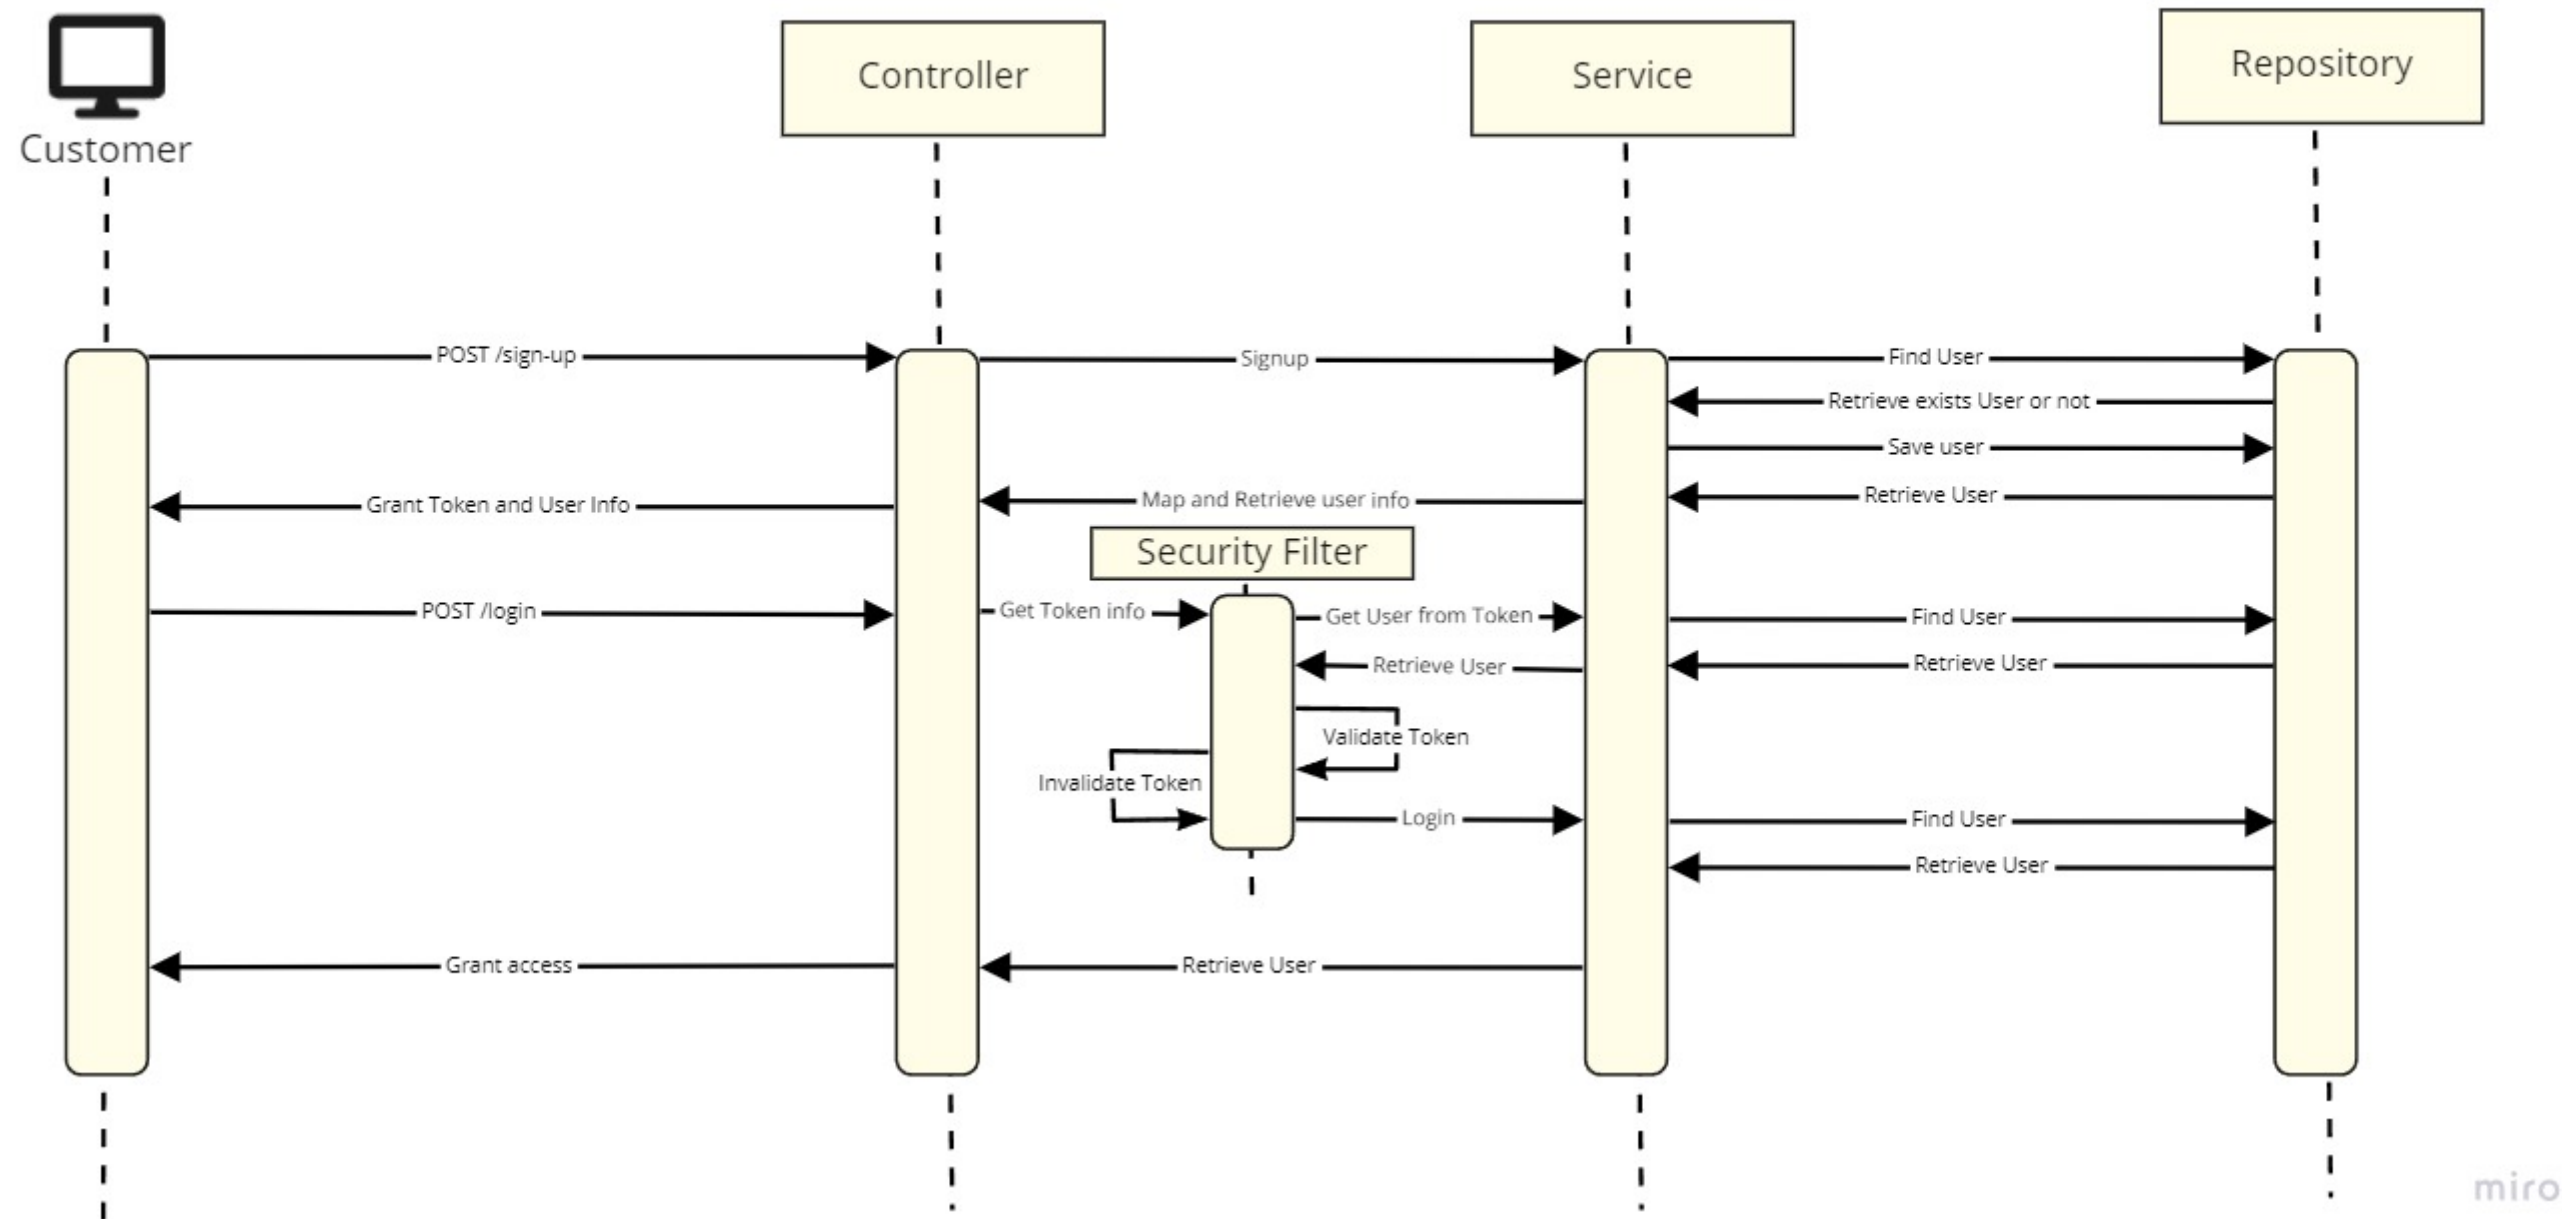 Customer
Controller
Service
Repository
POST /sign-up
Signup
Find User
Retrieve exists User or not
Save user
Grant Token and User Info
Map and Retrieve user info
Retrieve User
Security Filter
POST /login
Get Token info
Get User from Token
Find User
Retrieve User
Retrieve User
Validate Token
Invalidate Token
Login
Find User
Retrieve User
Grant access
Retrieve User
miro